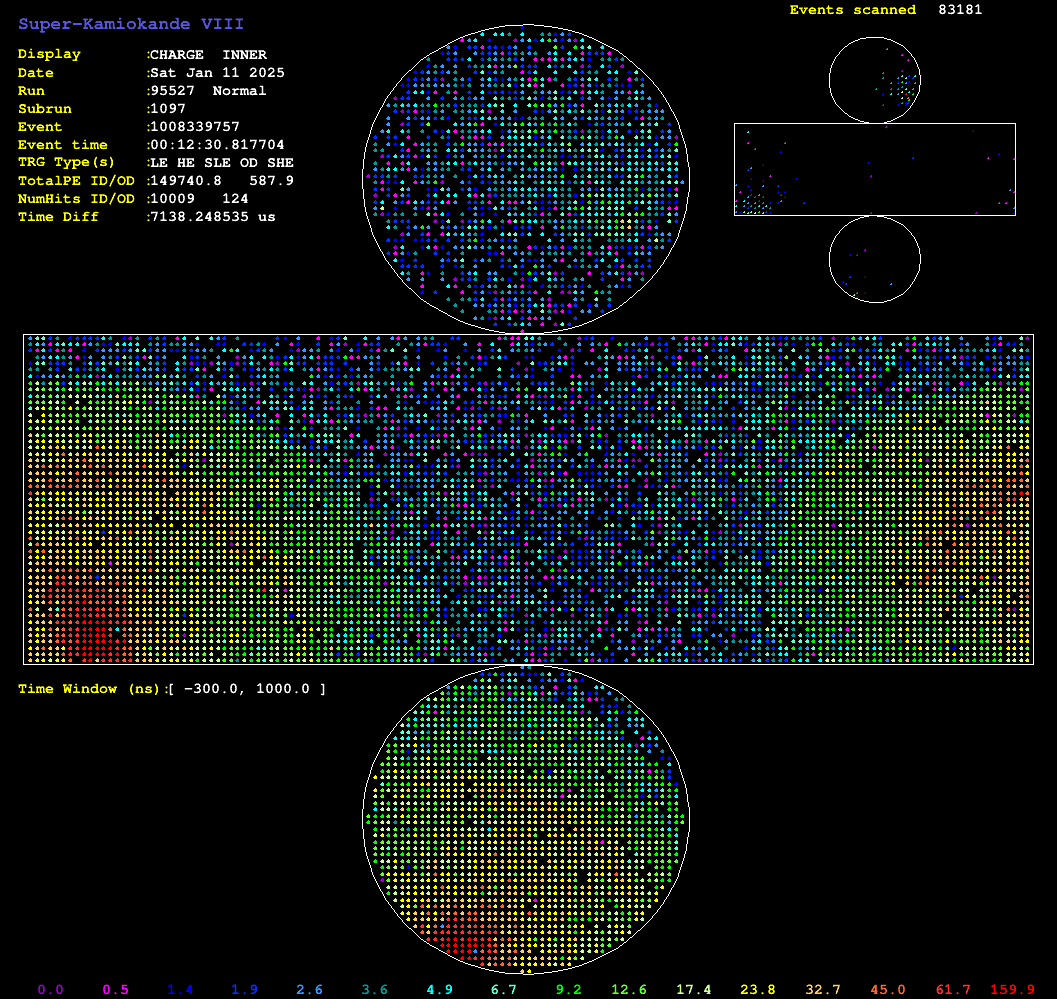 Super-Kamiokande VIII
Events scanned 83181
Display :CHARGE INNER
Date :Sat Jan 11 2025
Run :95527 Normal
Subrun :1097
Event :1008339757
Event time :00:12:30.817704
TRG Type(s) :LE HE SLE OD SHE
TotalPE ID/OD :149740.8 587.9
NumHits ID/OD :10009 124
Time Diff :7138.248535 us
Time Window (ns):[ -300.0, 1000.0 ]
0.0 0.5 1.4 1.9 2.6 3.6 4.9 6.7 9.2 12.6 17.4 23.8 32.7 45.0 61.7 159.9